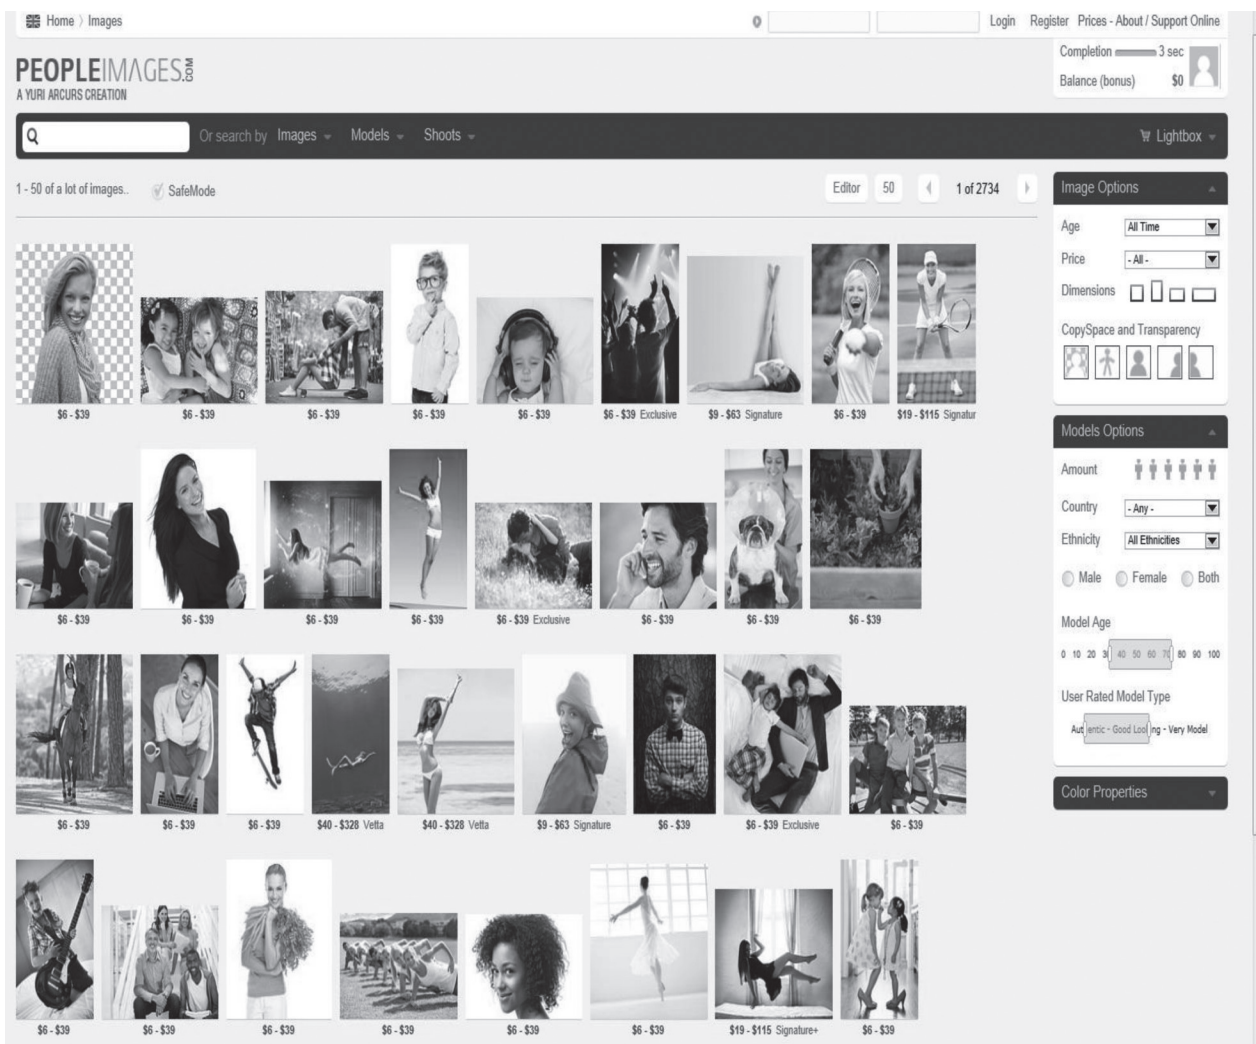 Home 〉 Images
Login Register Prices - About / Support Online
Completion 3 sec
Balance (bonus) $0
PEOPLEIMAGES.COM
A YURI ARCURS CREATION
Or search by Images Models Shoots Lightbox
1 - 50 of a lot of images.. SafeMode Editor 50 1 of 2734
$6 - $39 $6 - $39 $6 - $39 $6 - $39 $6 - $39 $6 - $39 Exclusive $9 - $63 Signature $6 - $39 $19 - $115 Signatur
$6 - $39 $6 - $39 $6 - $39 $6 - $39 $6 - $39 Exclusive $6 - $39 $6 - $39 $6 - $39
$6 - $39 $6 - $39 $6 - $39 $40 - $328 Vetta $40 - $328 Vetta $9 - $63 Signature $6 - $39 $6 - $39 Exclusive $6 - $39
$6 - $39 $6 - $39 $6 - $39 $6 - $39 $6 - $39 $6 - $39 $19 - $115 Signature+ $6 - $39
Image Options
Age All Time
Price - All -
Dimensions
CopySpace and Transparency
Models Options
Amount
Country - Any -
Ethnicity All Ethnicities
Male Female Both
Model Age
0 10 20 3 40 50 60 70 80 90 100
User Rated Model Type
Autentic - Good Looking - Very Model
Color Properties